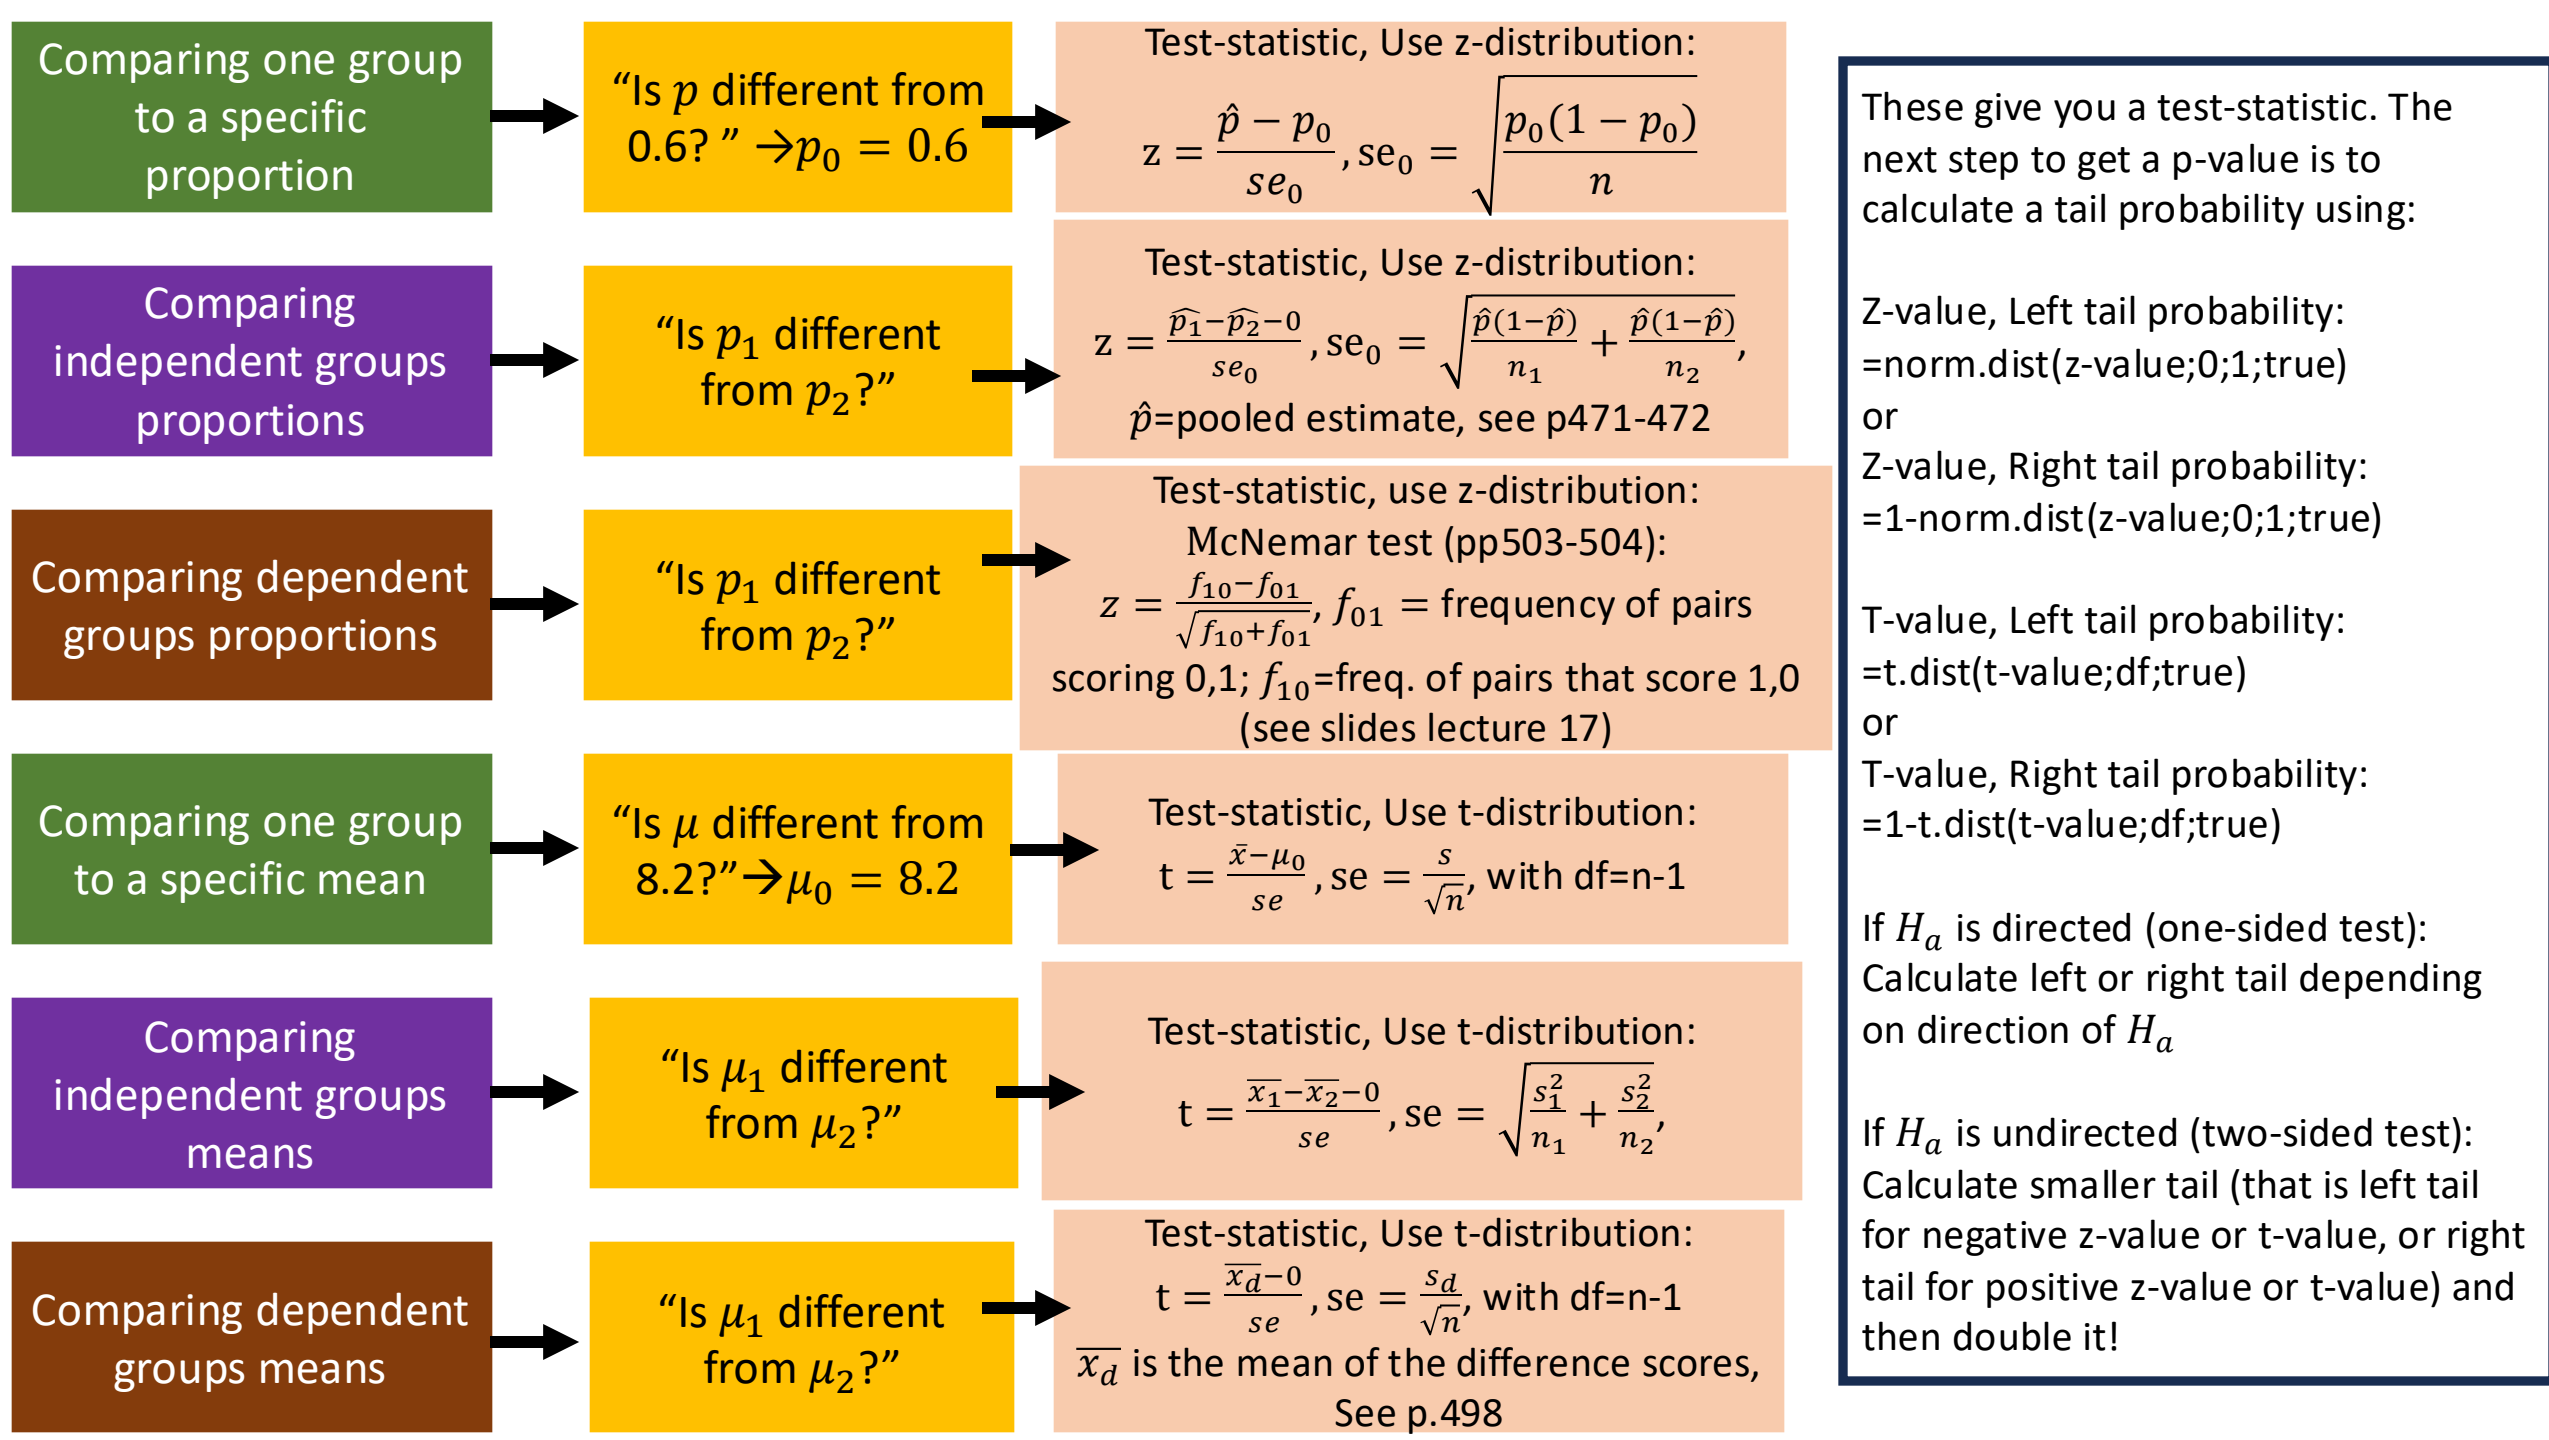 Comparing one group
to a specific
proportion
“Is p different from
0.6? ” →p₀ = 0.6
Test-statistic, Use z-distribution:
z = (p̂ − p₀)/se₀ , se₀ = √(p₀(1 − p₀)/n)
Comparing
independent groups
proportions
“Is p₁ different
from p₂?”
Test-statistic, Use z-distribution:
z = (p̂₁−p̂₂−0)/se₀ , se₀ = √(p̂(1−p̂)/n₁ + p̂(1−p̂)/n₂),
p̂=pooled estimate, see p471-472
Comparing dependent
groups proportions
“Is p₁ different
from p₂?”
Test-statistic, use z-distribution:
McNemar test (pp503-504):
z = (f₁₀−f₀₁)/√(f₁₀+f₀₁), f₀₁ = frequency of pairs
scoring 0,1; f₁₀=freq. of pairs that score 1,0
(see slides lecture 17)
Comparing one group
to a specific mean
“Is μ different from
8.2?”→μ₀ = 8.2
Test-statistic, Use t-distribution:
t = (x̄−μ₀)/se , se = s/√n, with df=n-1
Comparing
independent groups
means
“Is μ₁ different
from μ₂?”
Test-statistic, Use t-distribution:
t = (x̄₁−x̄₂−0)/se , se = √(s₁²/n₁ + s₂²/n₂),
Comparing dependent
groups means
“Is μ₁ different
from μ₂?”
Test-statistic, Use t-distribution:
t = (x̄_d−0)/se , se = s_d/√n, with df=n-1
x̄_d is the mean of the difference scores,
See p.498
These give you a test-statistic. The
next step to get a p-value is to
calculate a tail probability using:
Z-value, Left tail probability:
=norm.dist(z-value;0;1;true)
or
Z-value, Right tail probability:
=1-norm.dist(z-value;0;1;true)
T-value, Left tail probability:
=t.dist(t-value;df;true)
or
T-value, Right tail probability:
=1-t.dist(t-value;df;true)
If Hₐ is directed (one-sided test):
Calculate left or right tail depending
on direction of Hₐ
If Hₐ is undirected (two-sided test):
Calculate smaller tail (that is left tail
for negative z-value or t-value, or right
tail for positive z-value or t-value) and
then double it!